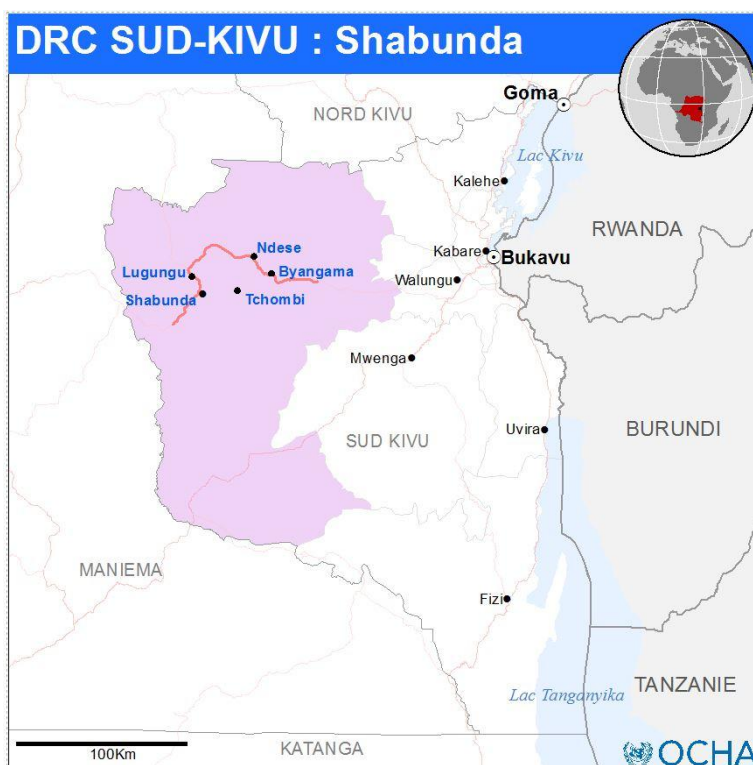 DRC SUD-KIVU : Shabunda
Goma
NORD KIVU
Lac Kivu
Kalehe
RWANDA
Ndese
Kabare
Bukavu
Lugungu
Byangama
Walungu
Shabunda
Tchombi
Mwenga
Uvira
BURUNDI
SUD KIVU
MANIEMA
Fizi
TANZANIE
Lac Tanganyika
100Km
KATANGA
OCHA